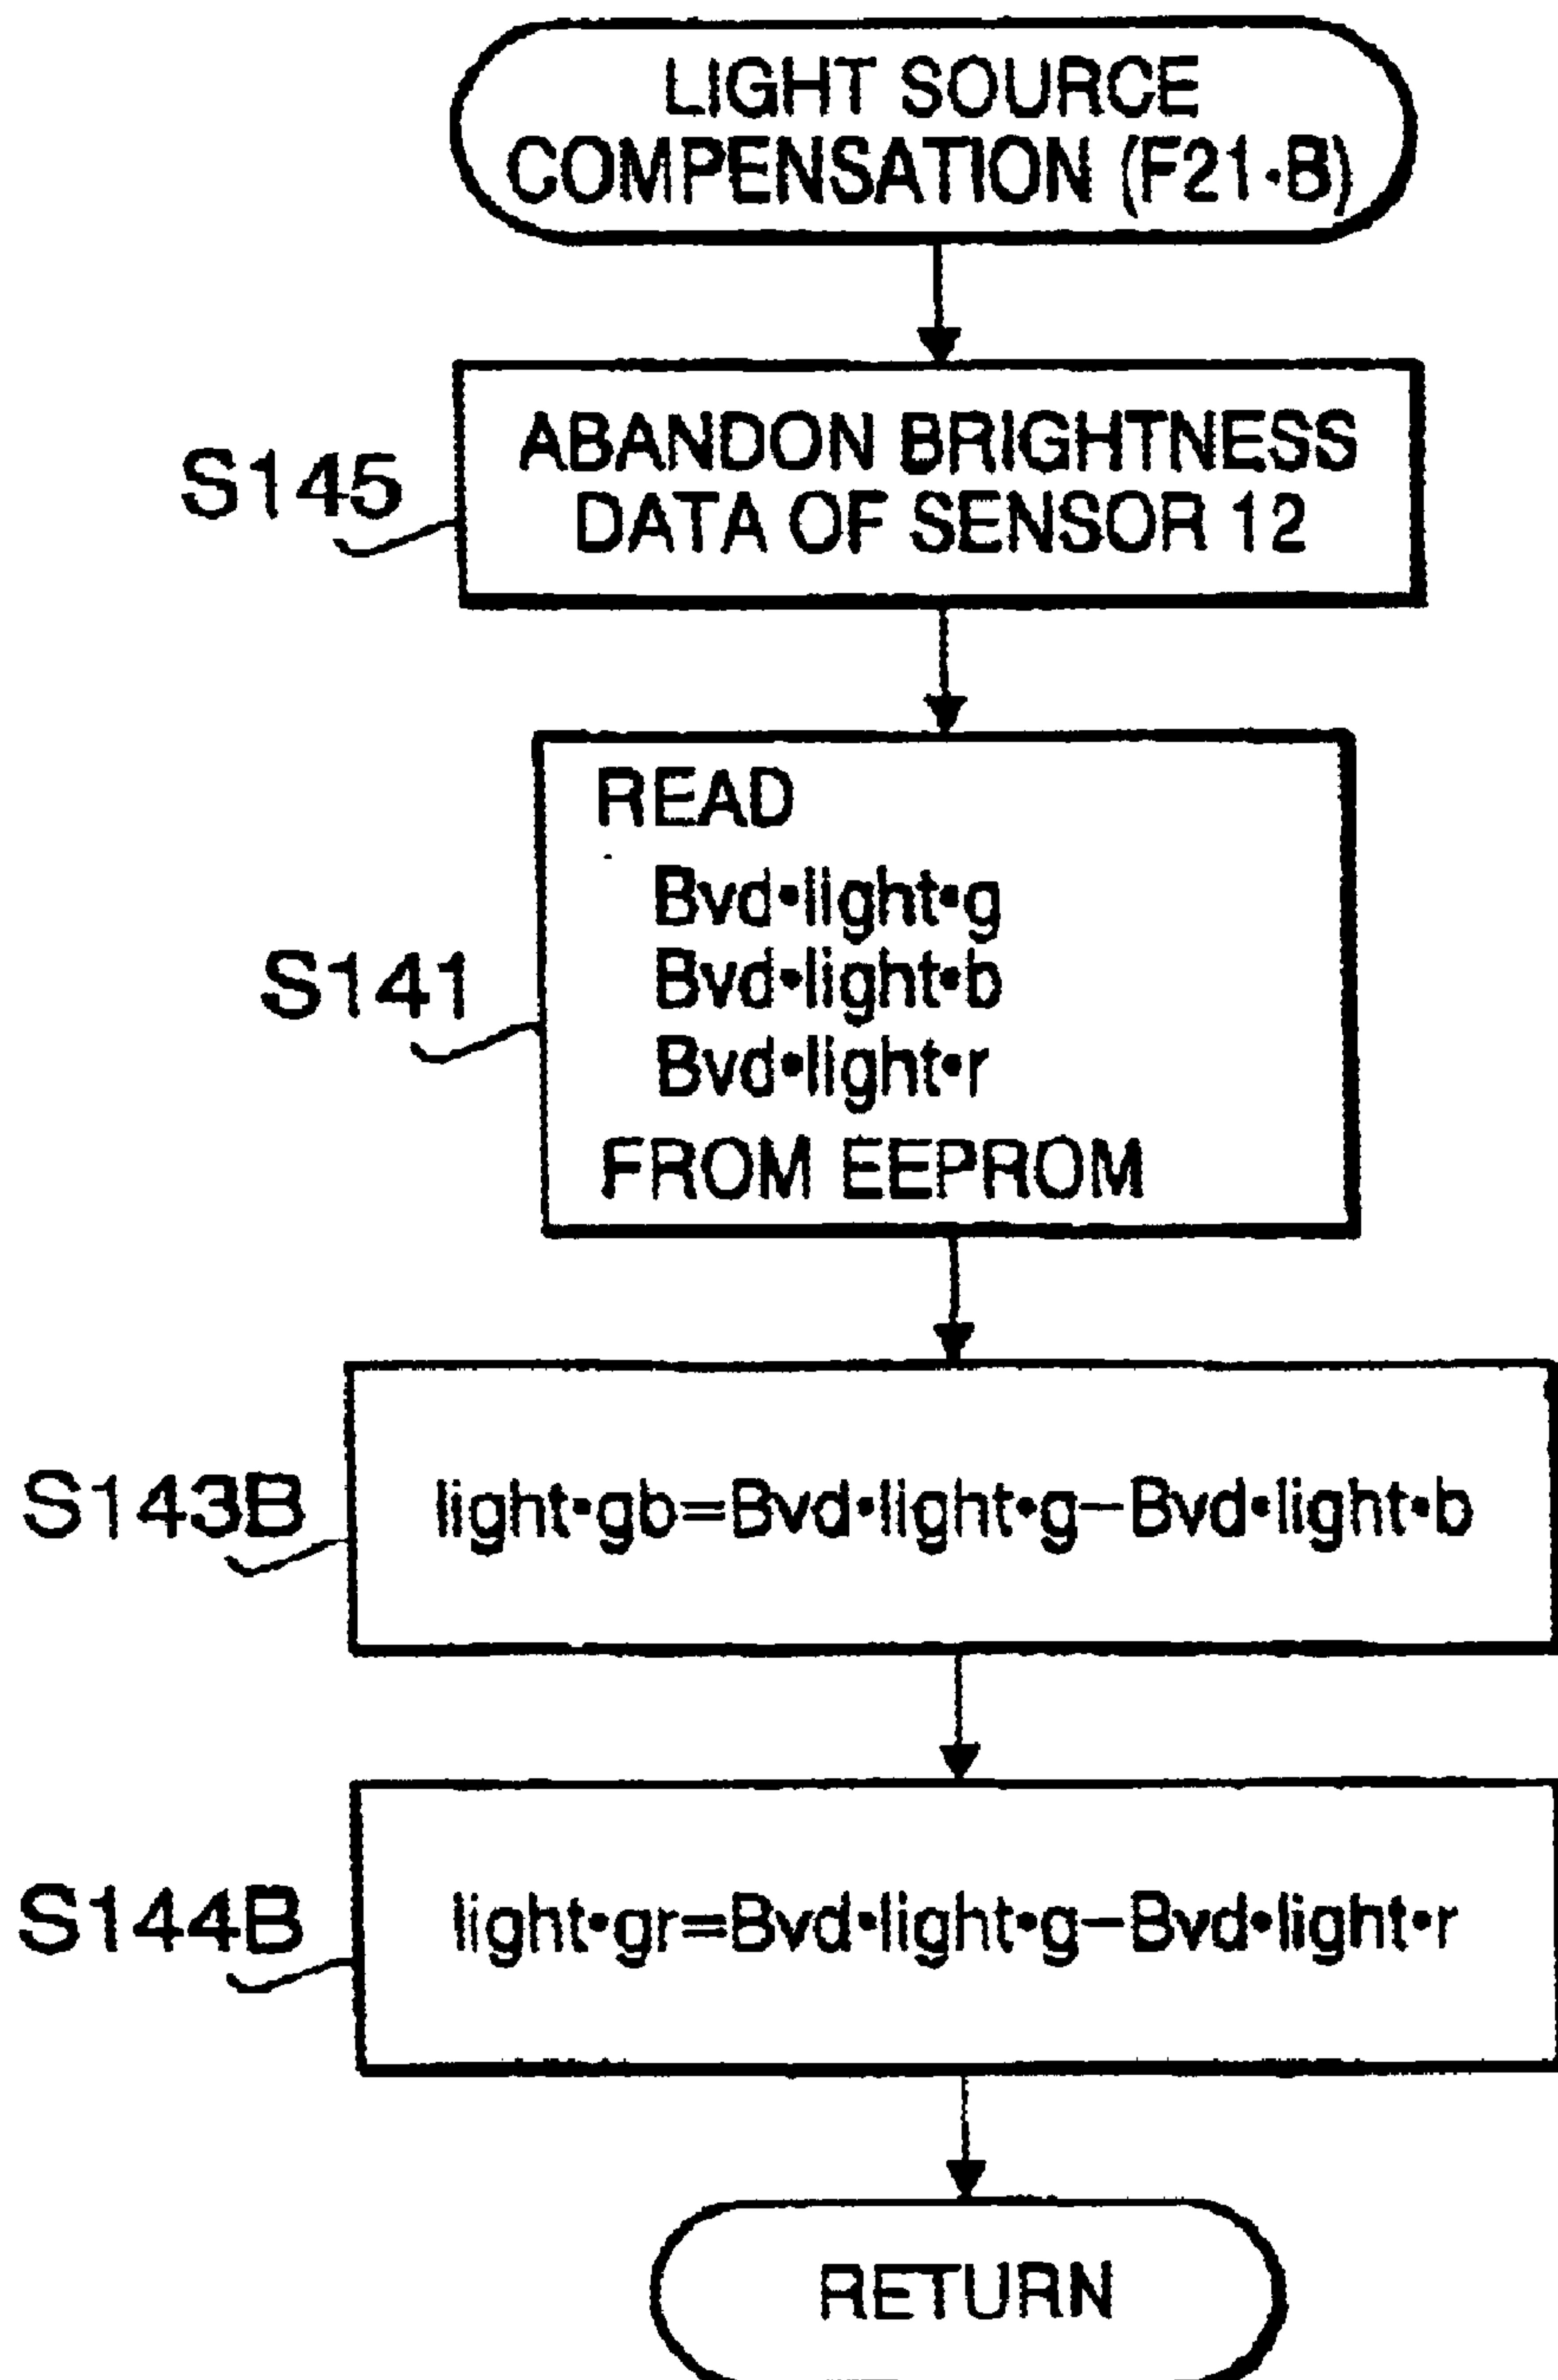 LIGHT SOURCE
COMPENSATION (F21·B)
S145
ABANDON BRIGHTNESS
DATA OF SENSOR 12
S141
READ
Bvd•light•g
Bvd•light•b
Bvd•light•r
FROM EEPROM
S143B
light•gb=Bvd•light•g−Bvd•light•b
S144B
light•gr=Bvd•light•g−Bvd•light•r
RETURN